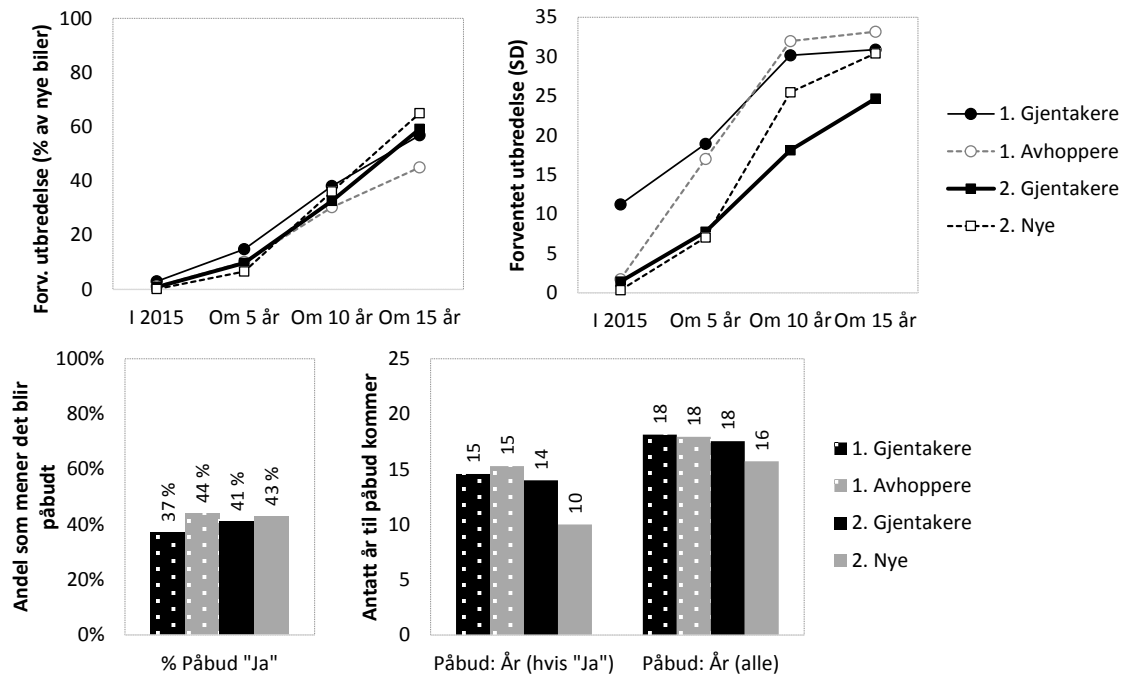 Forv. utbredelse (% av nye biler)
100
80
60
40
20
0
I 2015 Om 5 år Om 10 år Om 15 år
Forventet utbredelse (SD)
35
30
25
20
15
10
5
0
I 2015 Om 5 år Om 10 år Om 15 år
1. Gjentakere
1. Avhoppere
2. Gjentakere
2. Nye
Andel som mener det blir
påbudt
100%
80%
60%
40%
20%
0%
37 %
44 %
41 %
43 %
% Påbud "Ja"
Antatt år til påbud kommer
25
20
15
10
5
0
15
15
14
10
18
18
18
16
Påbud: År (hvis "Ja") Påbud: År (alle)
1. Gjentakere
1. Avhoppere
2. Gjentakere
2. Nye